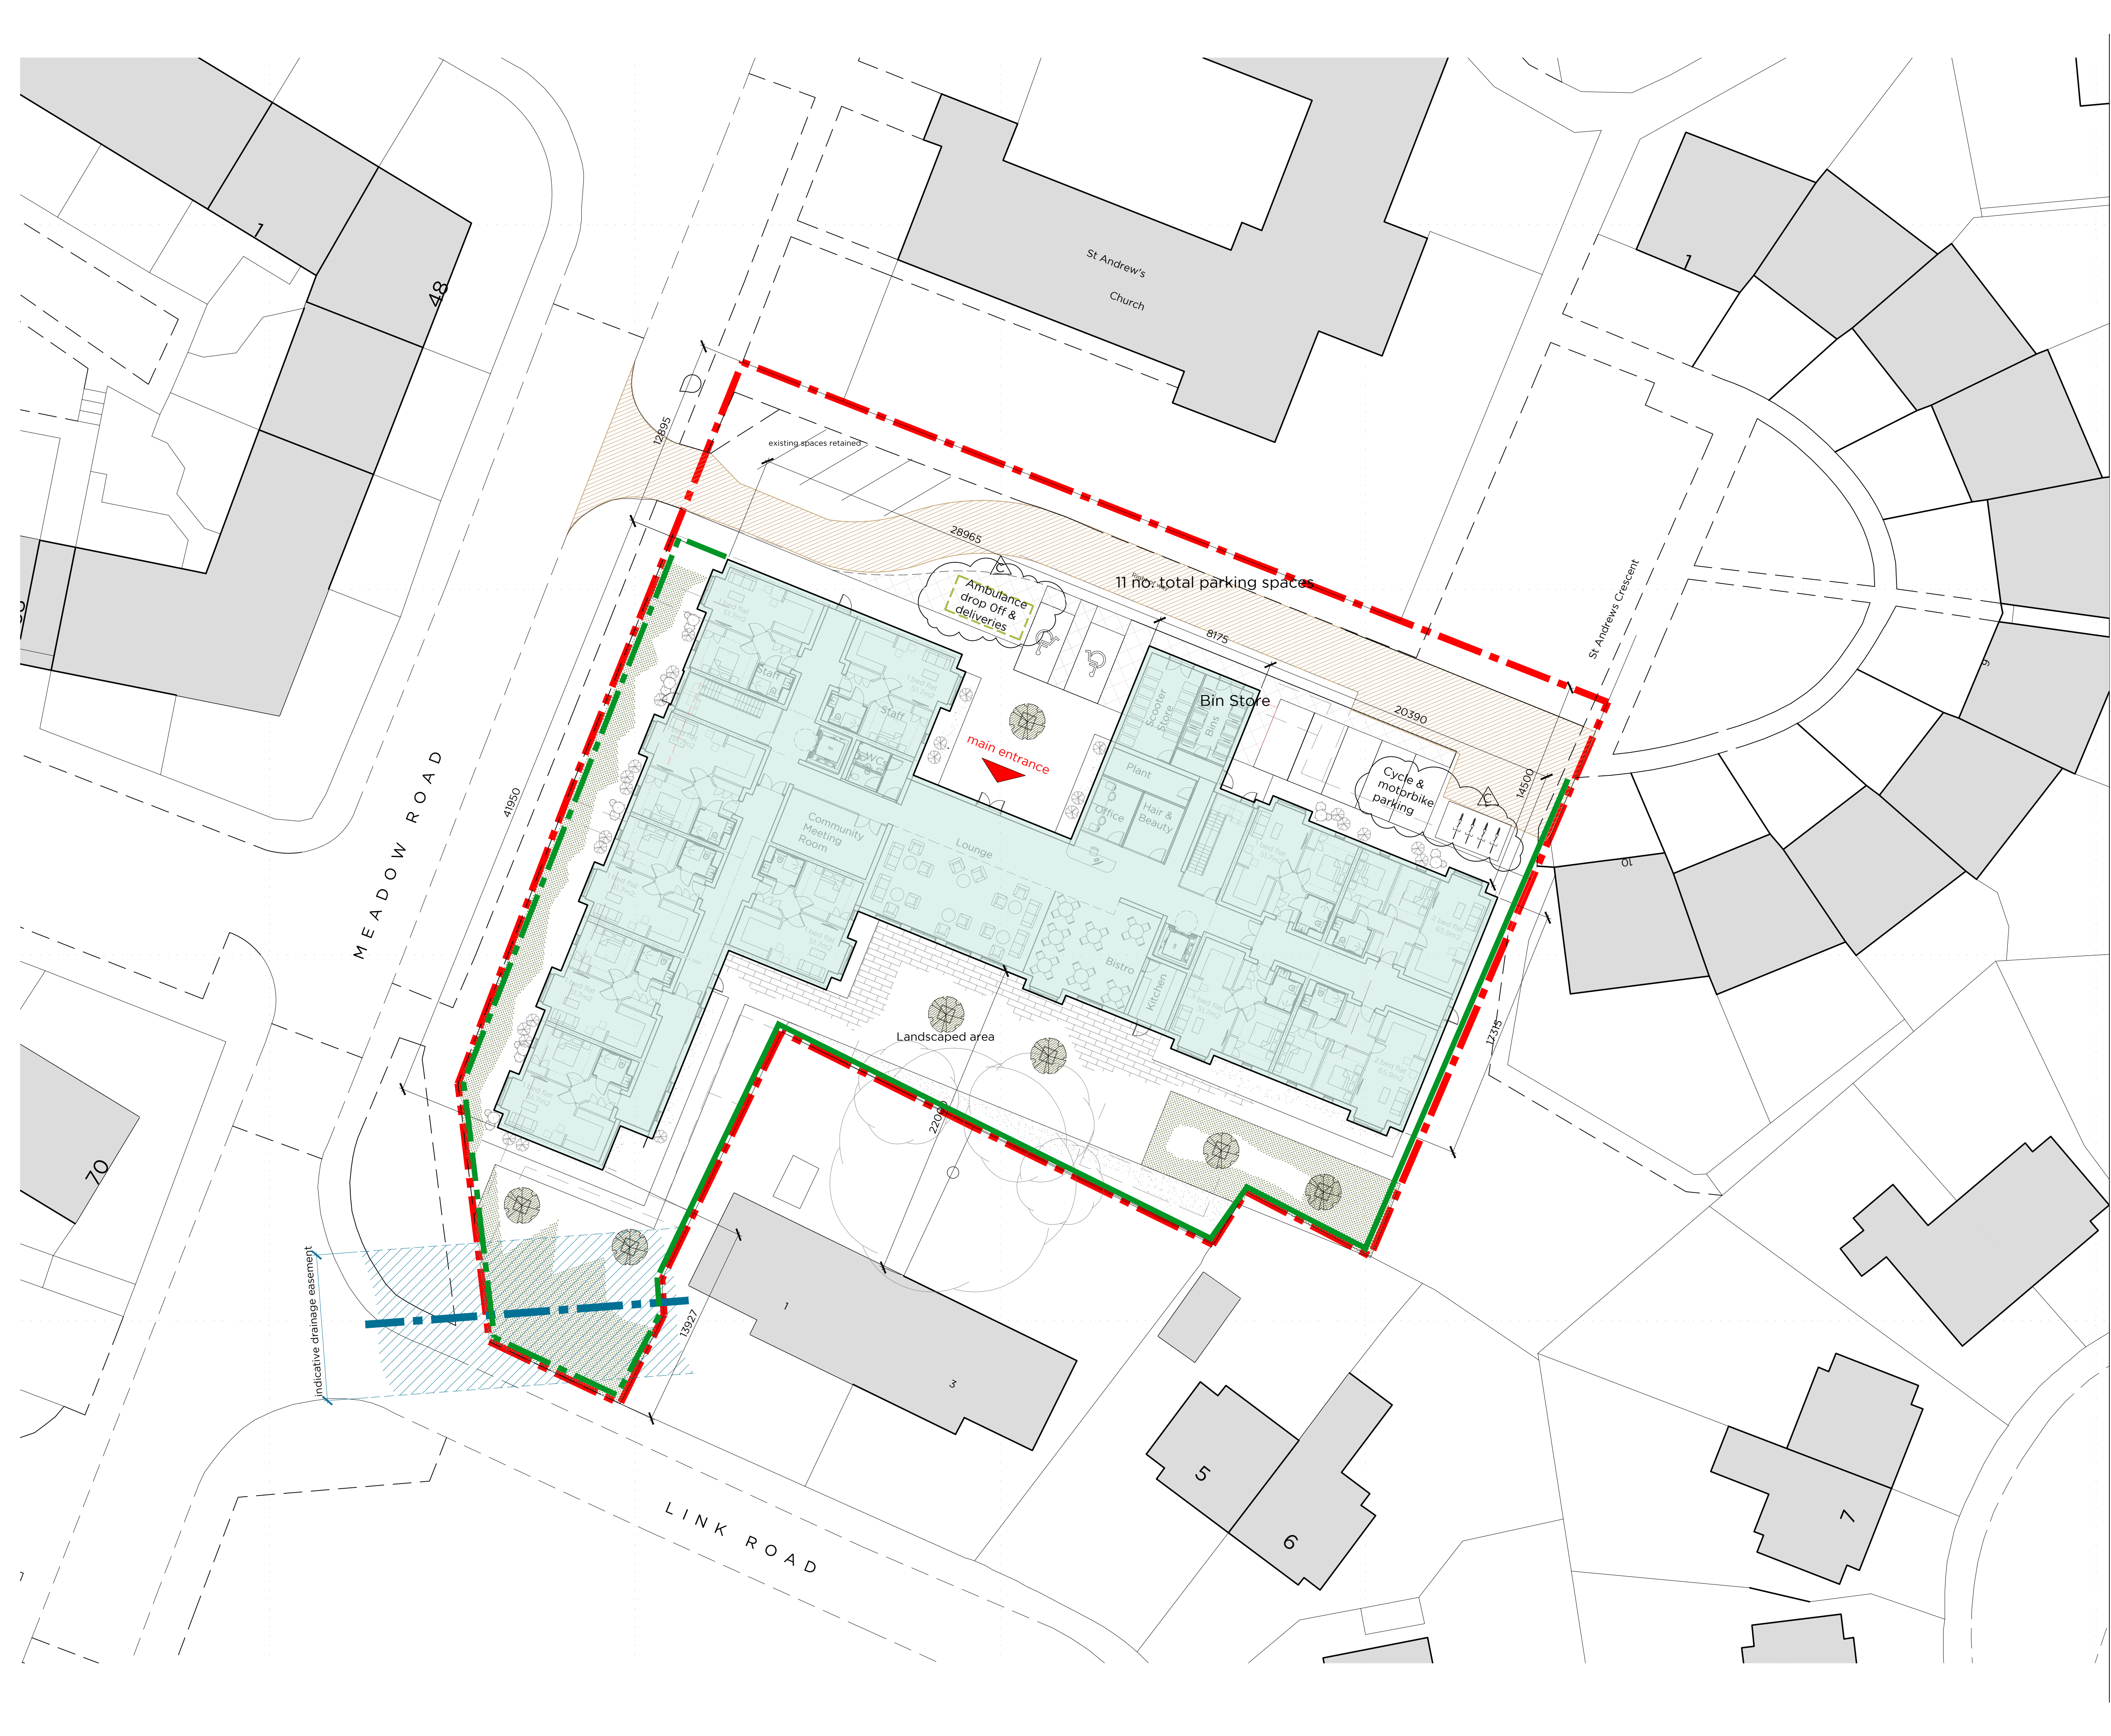 1
48
St Andrew's
Church
1
12895
existing spaces retained
28965
C
11 no. total parking spaces
Ambulance
drop 0ff &
deliveries
8175
St Andrews Crescent
9
Staff
Staff
WC
Scooter
Store
Bin Store
Bins
20390
main entrance
MEADOW ROAD
41950
Plant
Office
Hair &
Beauty
Cycle &
motorbike
parking
C
14500
10
Community
Meeting
Room
Lounge
Bistro
Kitchen
Landscaped area
17315
70
indicative drainage easement
13927
1
3
5
6
7
LINK ROAD